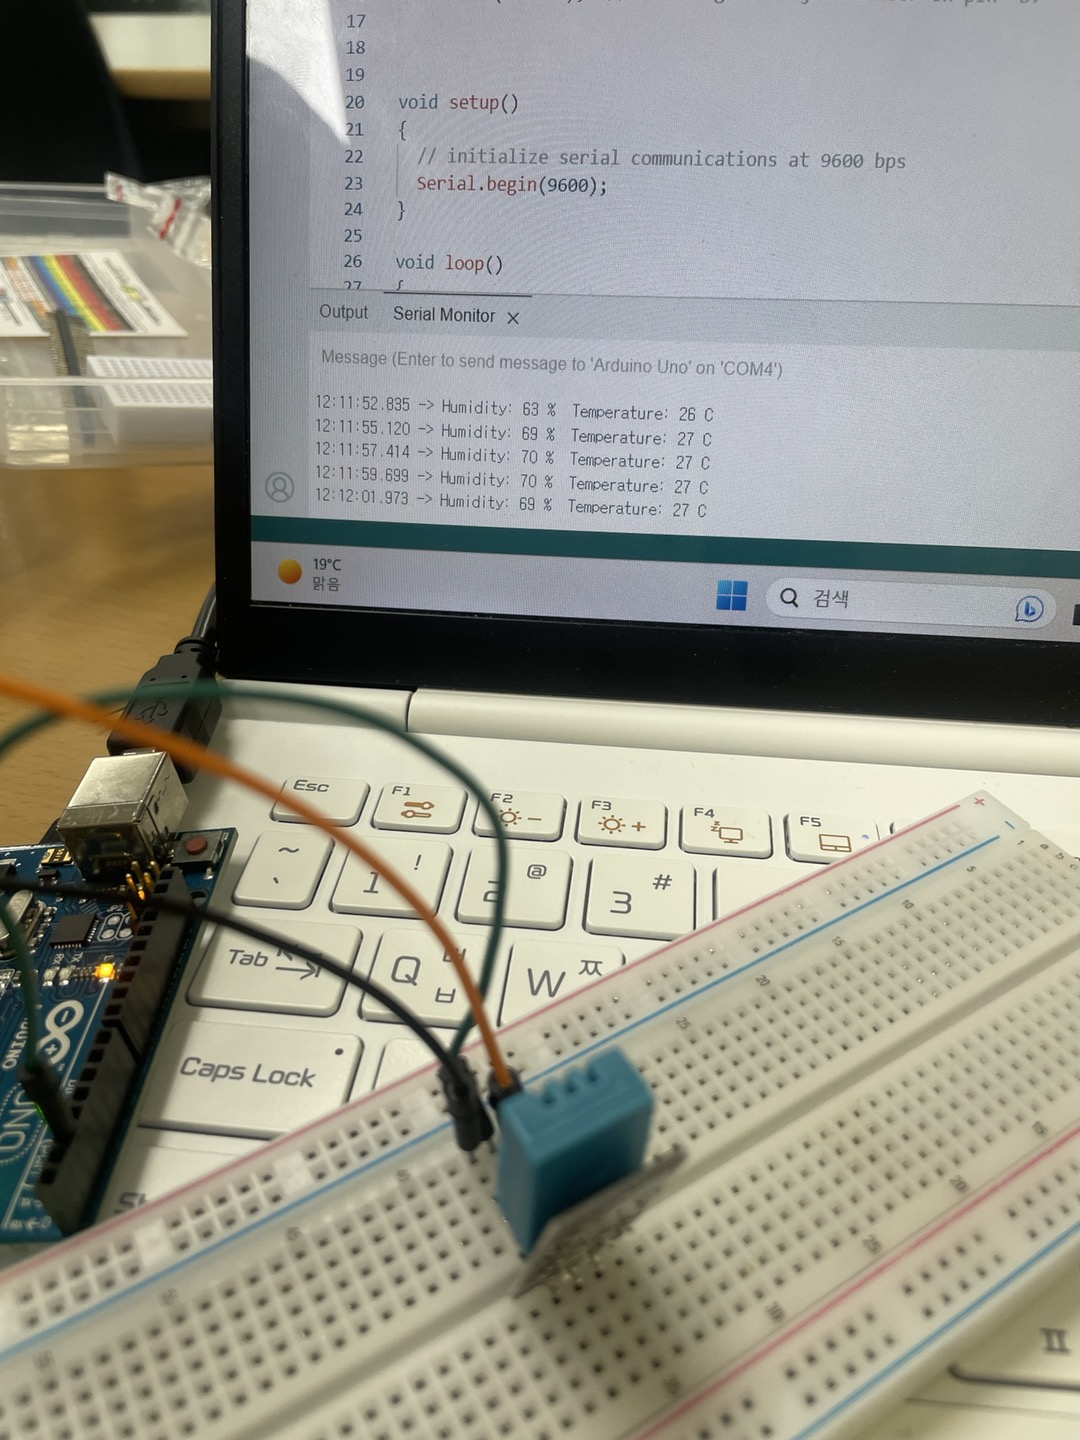 17
18
19
20 void setup()
21 {
22 // initialize serial communications at 9600 bps
23 Serial.begin(9600);
24 }
25
26 void loop()
27 {
Output Serial Monitor ×
Message (Enter to send message to 'Arduino Uno' on 'COM4')
12:11:52.835 -> Humidity: 63 % Temperature: 26 C
12:11:55.120 -> Humidity: 69 % Temperature: 27 C
12:11:57.414 -> Humidity: 70 % Temperature: 27 C
12:11:59.699 -> Humidity: 70 % Temperature: 27 C
12:12:01.973 -> Humidity: 69 % Temperature: 27 C
19°C
맑음
검색
Esc F1 F2 F3 F4 F5
~ ` ! 1 @ 2 # 3
Tab Q ㅂ W ㅉ
Caps Lock